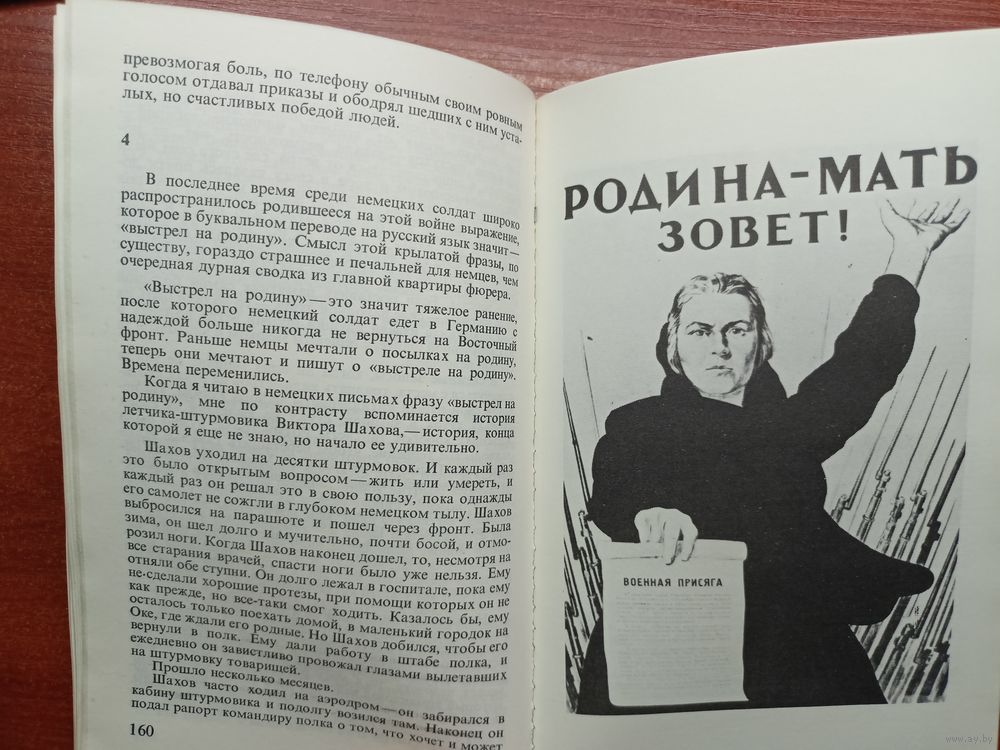 превозмогая боль, по телефону обычным своим ровным
голосом отдавал приказы и ободрял шедших с ним уста-
лых, но счастливых победой людей.
4
В последнее время среди немецких солдат широко
распространилось родившееся на этой войне выражение,
которое в буквальном переводе на русский язык значит—
«выстрел на родину». Смысл этой крылатой фразы, по
существу, гораздо страшнее и печальней для немцев, чем
очередная дурная сводка из главной квартиры фюрера.
«Выстрел на родину»—это значит тяжелое ранение,
после которого немецкий солдат едет в Германию с
надеждой больше никогда не вернуться на Восточный
фронт. Раньше немцы мечтали о посылках на родину,
теперь они мечтают и пишут о «выстреле на родину».
Времена переменились.
Когда я читаю в немецких письмах фразу «выстрел на
родину», мне по контрасту вспоминается история
летчика-штурмовика Виктора Шахова,—история, конца
которой я еще не знаю, но начало ее удивительно.
Шахов уходил на десятки штурмовок. И каждый раз
это было открытым вопросом—жить или умереть, и
каждый раз он решал это в свою пользу, пока однажды
его самолет не сожгли в глубоком немецком тылу. Шахов
выбросился на парашюте и пошел через фронт. Была
зима, он шел долго и мучительно, почти босой, и отмо-
розил ноги. Когда Шахов наконец дошел, то, несмотря на
все старания врачей, спасти ноги было уже нельзя. Ему
отняли обе ступни. Он долго лежал в госпитале, пока ему
не-сделали хорошие протезы, при помощи которых он не
как прежде, но все-таки смог ходить. Казалось бы, ему
осталось только поехать домой, в маленький городок на
Оке, где ждали его родные. Но Шахов добился, чтобы его
вернули в полк. Ему дали работу в штабе полка, и
ежедневно он завистливо провожал глазами вылетавших
на штурмовку товарищей.
Прошло несколько месяцев.
Шахов часто ходил на аэродром—он забирался в
кабину штурмовика и подолгу возился там. Наконец он
подал рапорт командиру полка о том, что хочет и может
160
РОДИНА-МАТЬ
ЗОВЕТ!
ВОЕННАЯ ПРИСЯГА
www.ay.by